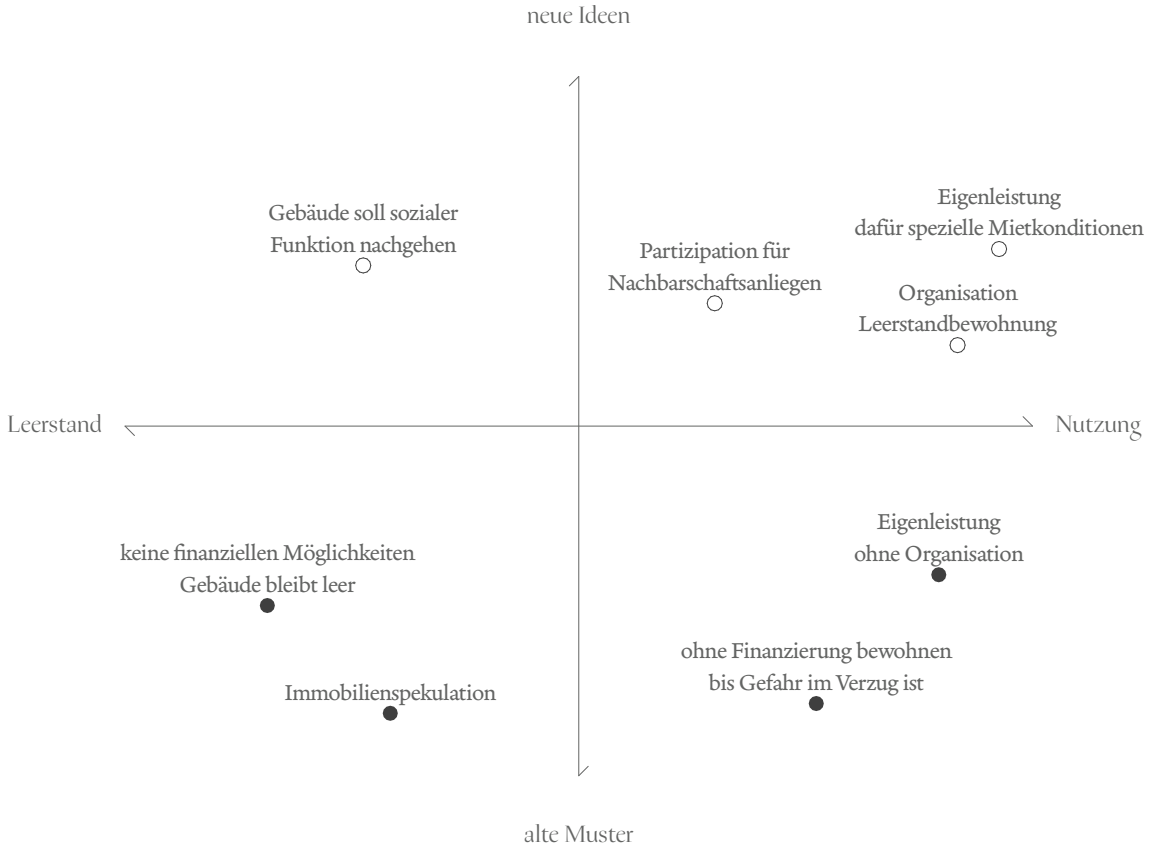 neue Ideen
Gebäude soll sozialer
Funktion nachgehen
Partizipation für
Nachbarschaftsanliegen
Eigenleistung
dafür spezielle Mietkonditionen
Organisation
Leerstandbewohnung
Leerstand
Nutzung
keine finanziellen Möglichkeiten
Gebäude bleibt leer
Immobilienspekulation
Eigenleistung
ohne Organisation
ohne Finanzierung bewohnen
bis Gefahr im Verzug ist
alte Muster